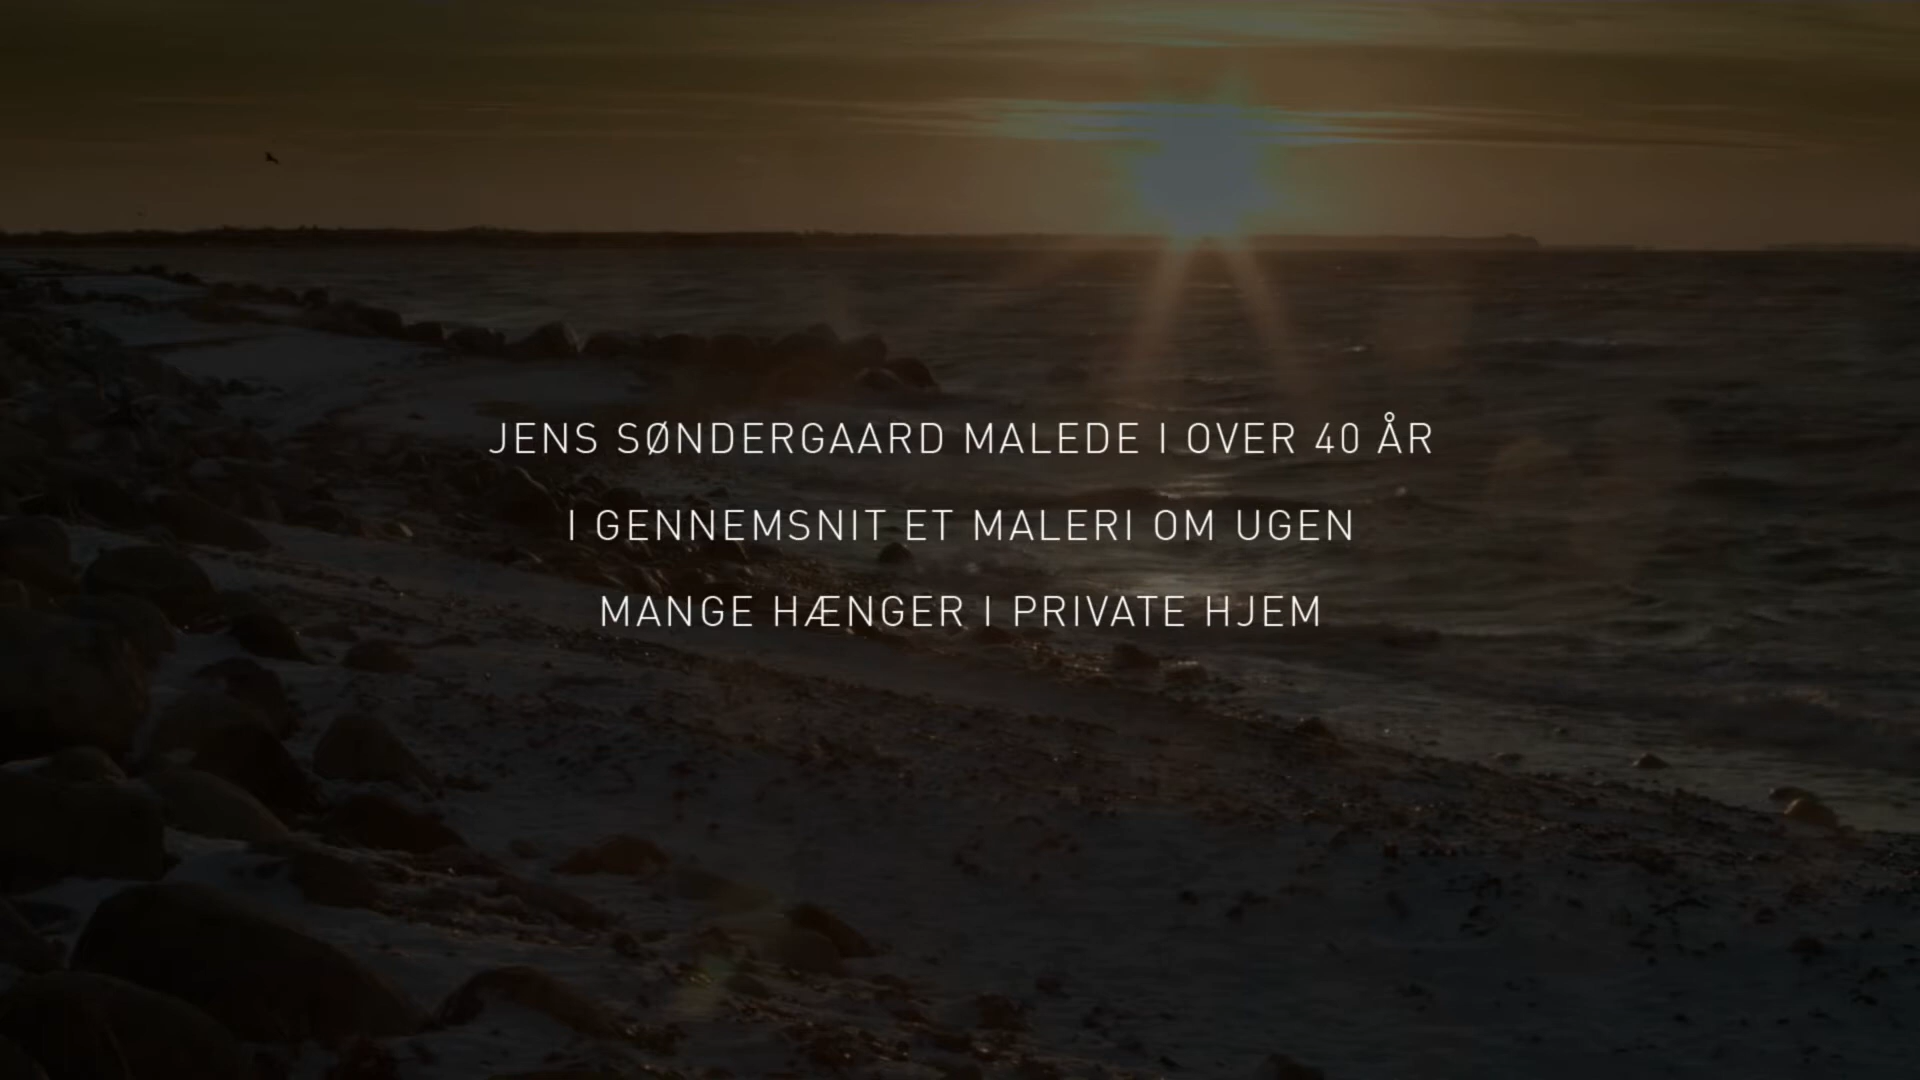 JENS SØNDERGAARD MALEDE I OVER 40 ÅR
I GENNEMSNIT ET MALERI OM UGEN
MANGE HÆNGER I PRIVATE HJEM